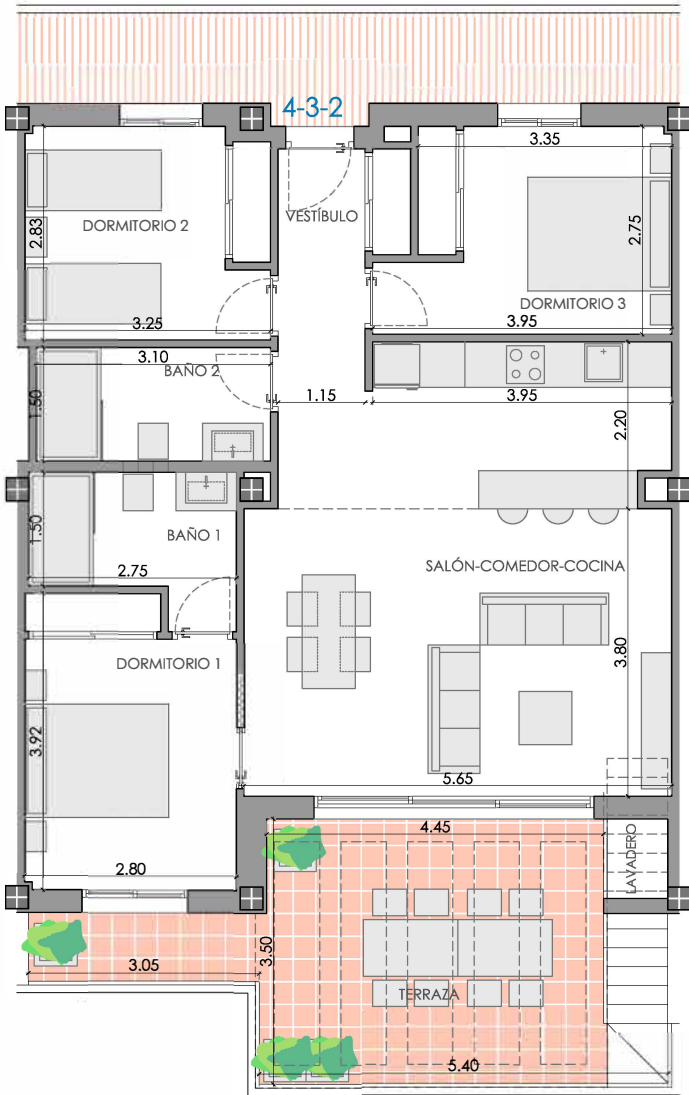 4-3-2
3.35
VESTÍBULO
DORMITORIO 2
2.83
2.75
DORMITORIO 3
3.25
3.95
3.10
BAÑO 2
1.50
1.15
3.95
2.20
1.50
BAÑO 1
2.75
SALÓN-COMEDOR-COCINA
DORMITORIO 1
3.80
3.92
5.65
4.45
LAVADERO
2.80
3.50
3.05
TERRAZA
5.40